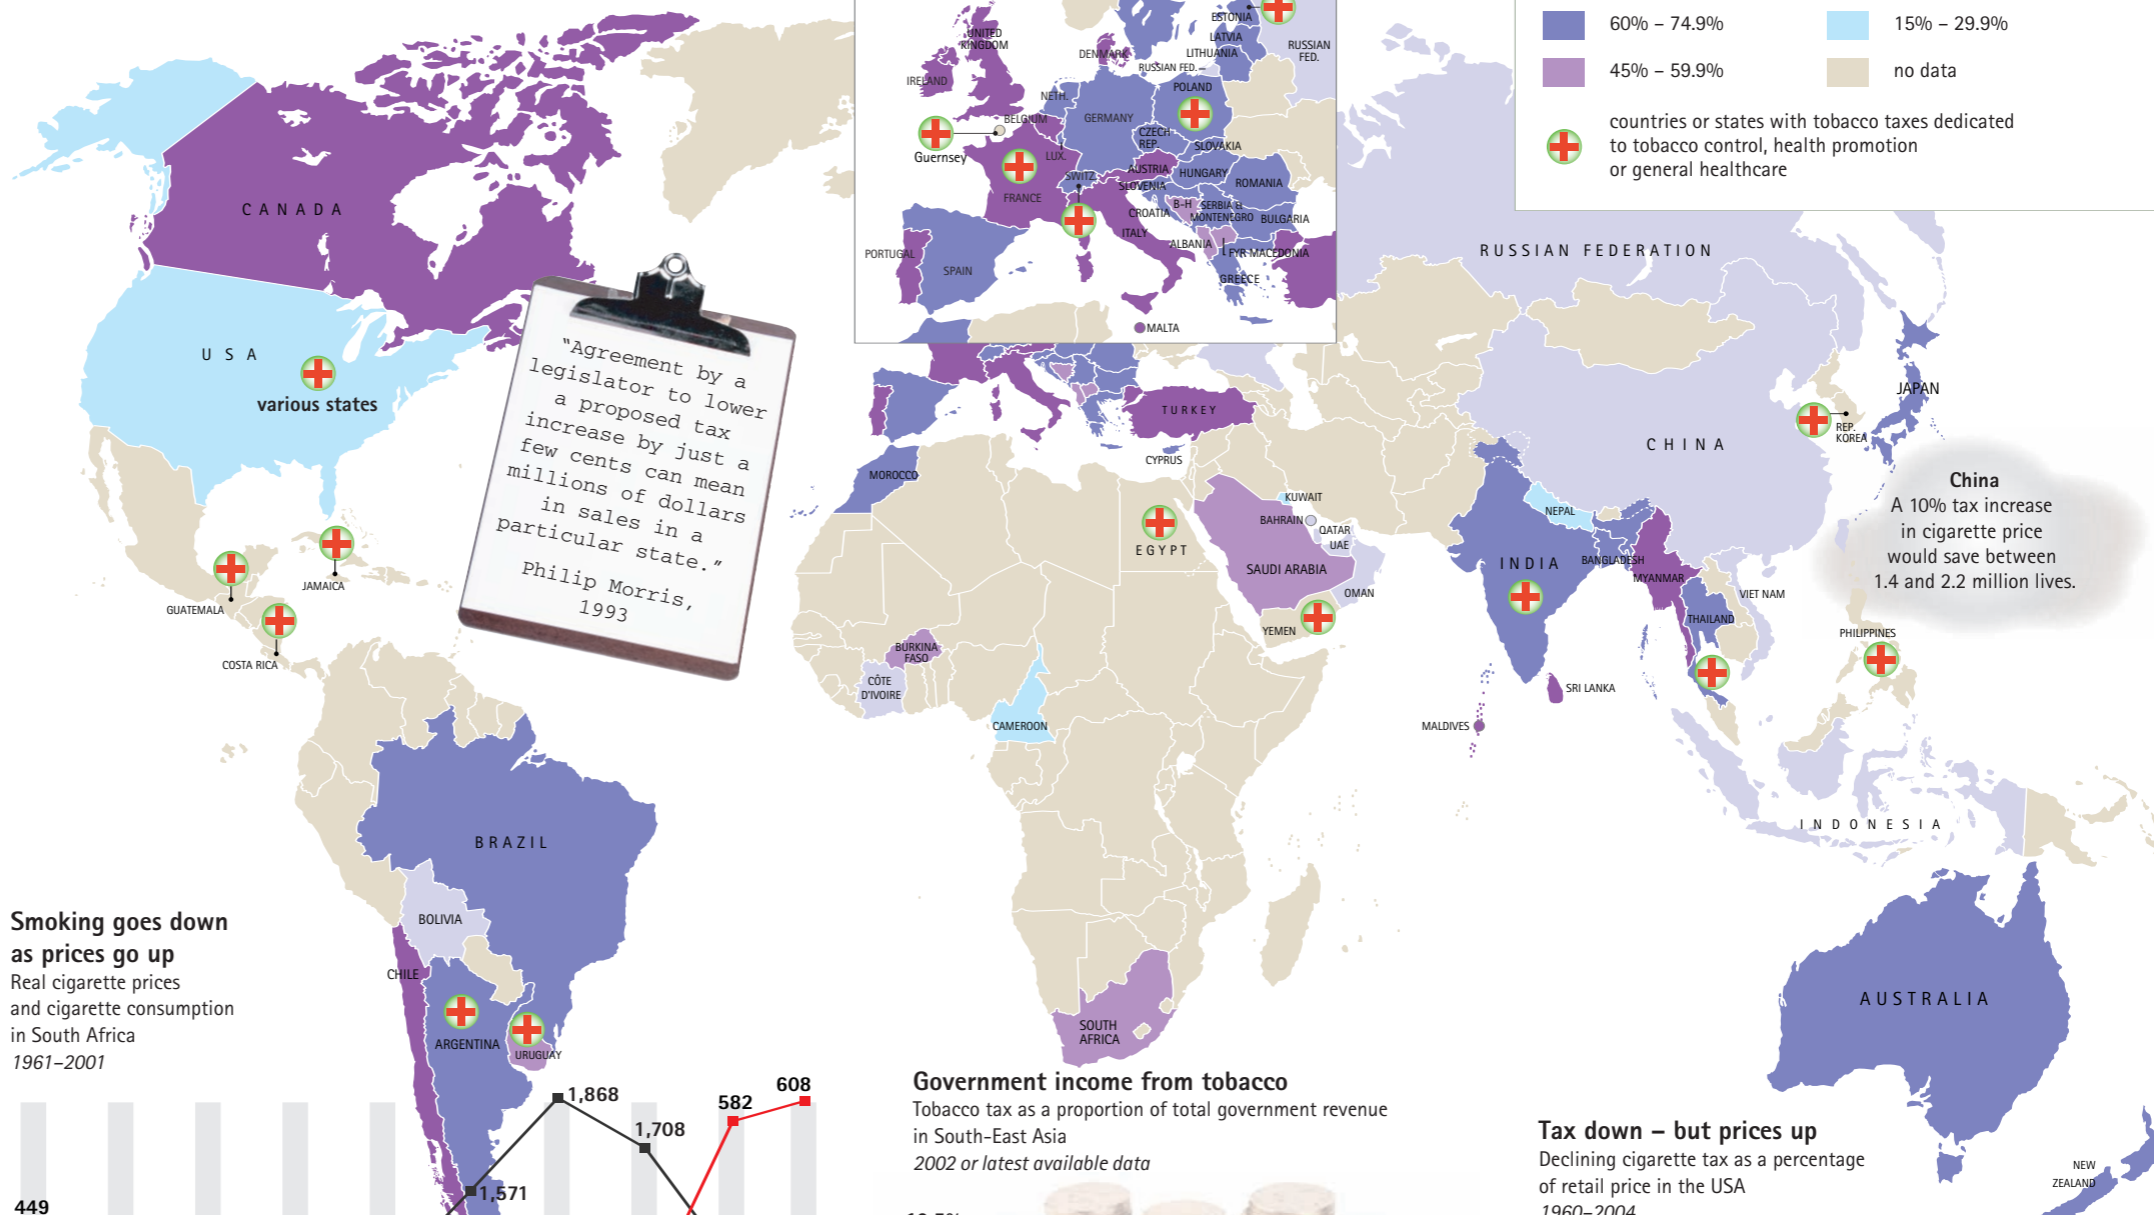 60% – 74.9%
15% – 29.9%
45% – 59.9%
no data
countries or states with tobacco taxes dedicated
to tobacco control, health promotion
or general healthcare
ESTONIA
LATVIA
LITHUANIA
RUSSIAN FED.
RUSSIAN
FED.
UNITED
KINGDOM
DENMARK
IRELAND
NETH.
POLAND
BELGIUM
GERMANY
Guernsey
CZECH
REP.
LUX.
SLOVAKIA
FRANCE
SWITZ.
AUSTRIA
HUNGARY
SLOVENIA
ROMANIA
CROATIA
B-H
SERBIA &
MONTENEGRO
BULGARIA
ITALY
ALBANIA
FYR MACEDONIA
PORTUGAL
SPAIN
GREECE
MALTA
CANADA
USA
various states
"Agreement by a
legislator to lower
a proposed tax
increase by just a
few cents can mean
millions of dollars
in sales in a
particular state."
Philip Morris,
1993
RUSSIAN FEDERATION
JAPAN
REP.
KOREA
CHINA
TURKEY
CYPRUS
MOROCCO
KUWAIT
BAHRAIN
QATAR
UAE
EGYPT
SAUDI ARABIA
OMAN
YEMEN
NEPAL
INDIA
BANGLADESH
MYANMAR
VIET NAM
THAILAND
China
A 10% tax increase
in cigarette price
would save between
1.4 and 2.2 million lives.
PHILIPPINES
SRI LANKA
MALDIVES
INDONESIA
JAMAICA
GUATEMALA
COSTA RICA
BURKINA
FASO
CÔTE
D'IVOIRE
CAMEROON
BRAZIL
BOLIVIA
CHILE
ARGENTINA
URUGUAY
SOUTH
AFRICA
AUSTRALIA
NEW
ZEALAND
Smoking goes down
as prices go up
Real cigarette prices
and cigarette consumption
in South Africa
1961–2001
449
1,571
1,868
1,708
582
608
Government income from tobacco
Tobacco tax as a proportion of total government revenue
in South-East Asia
2002 or latest available data
Tax down – but prices up
Declining cigarette tax as a percentage
of retail price in the USA
1960–2004